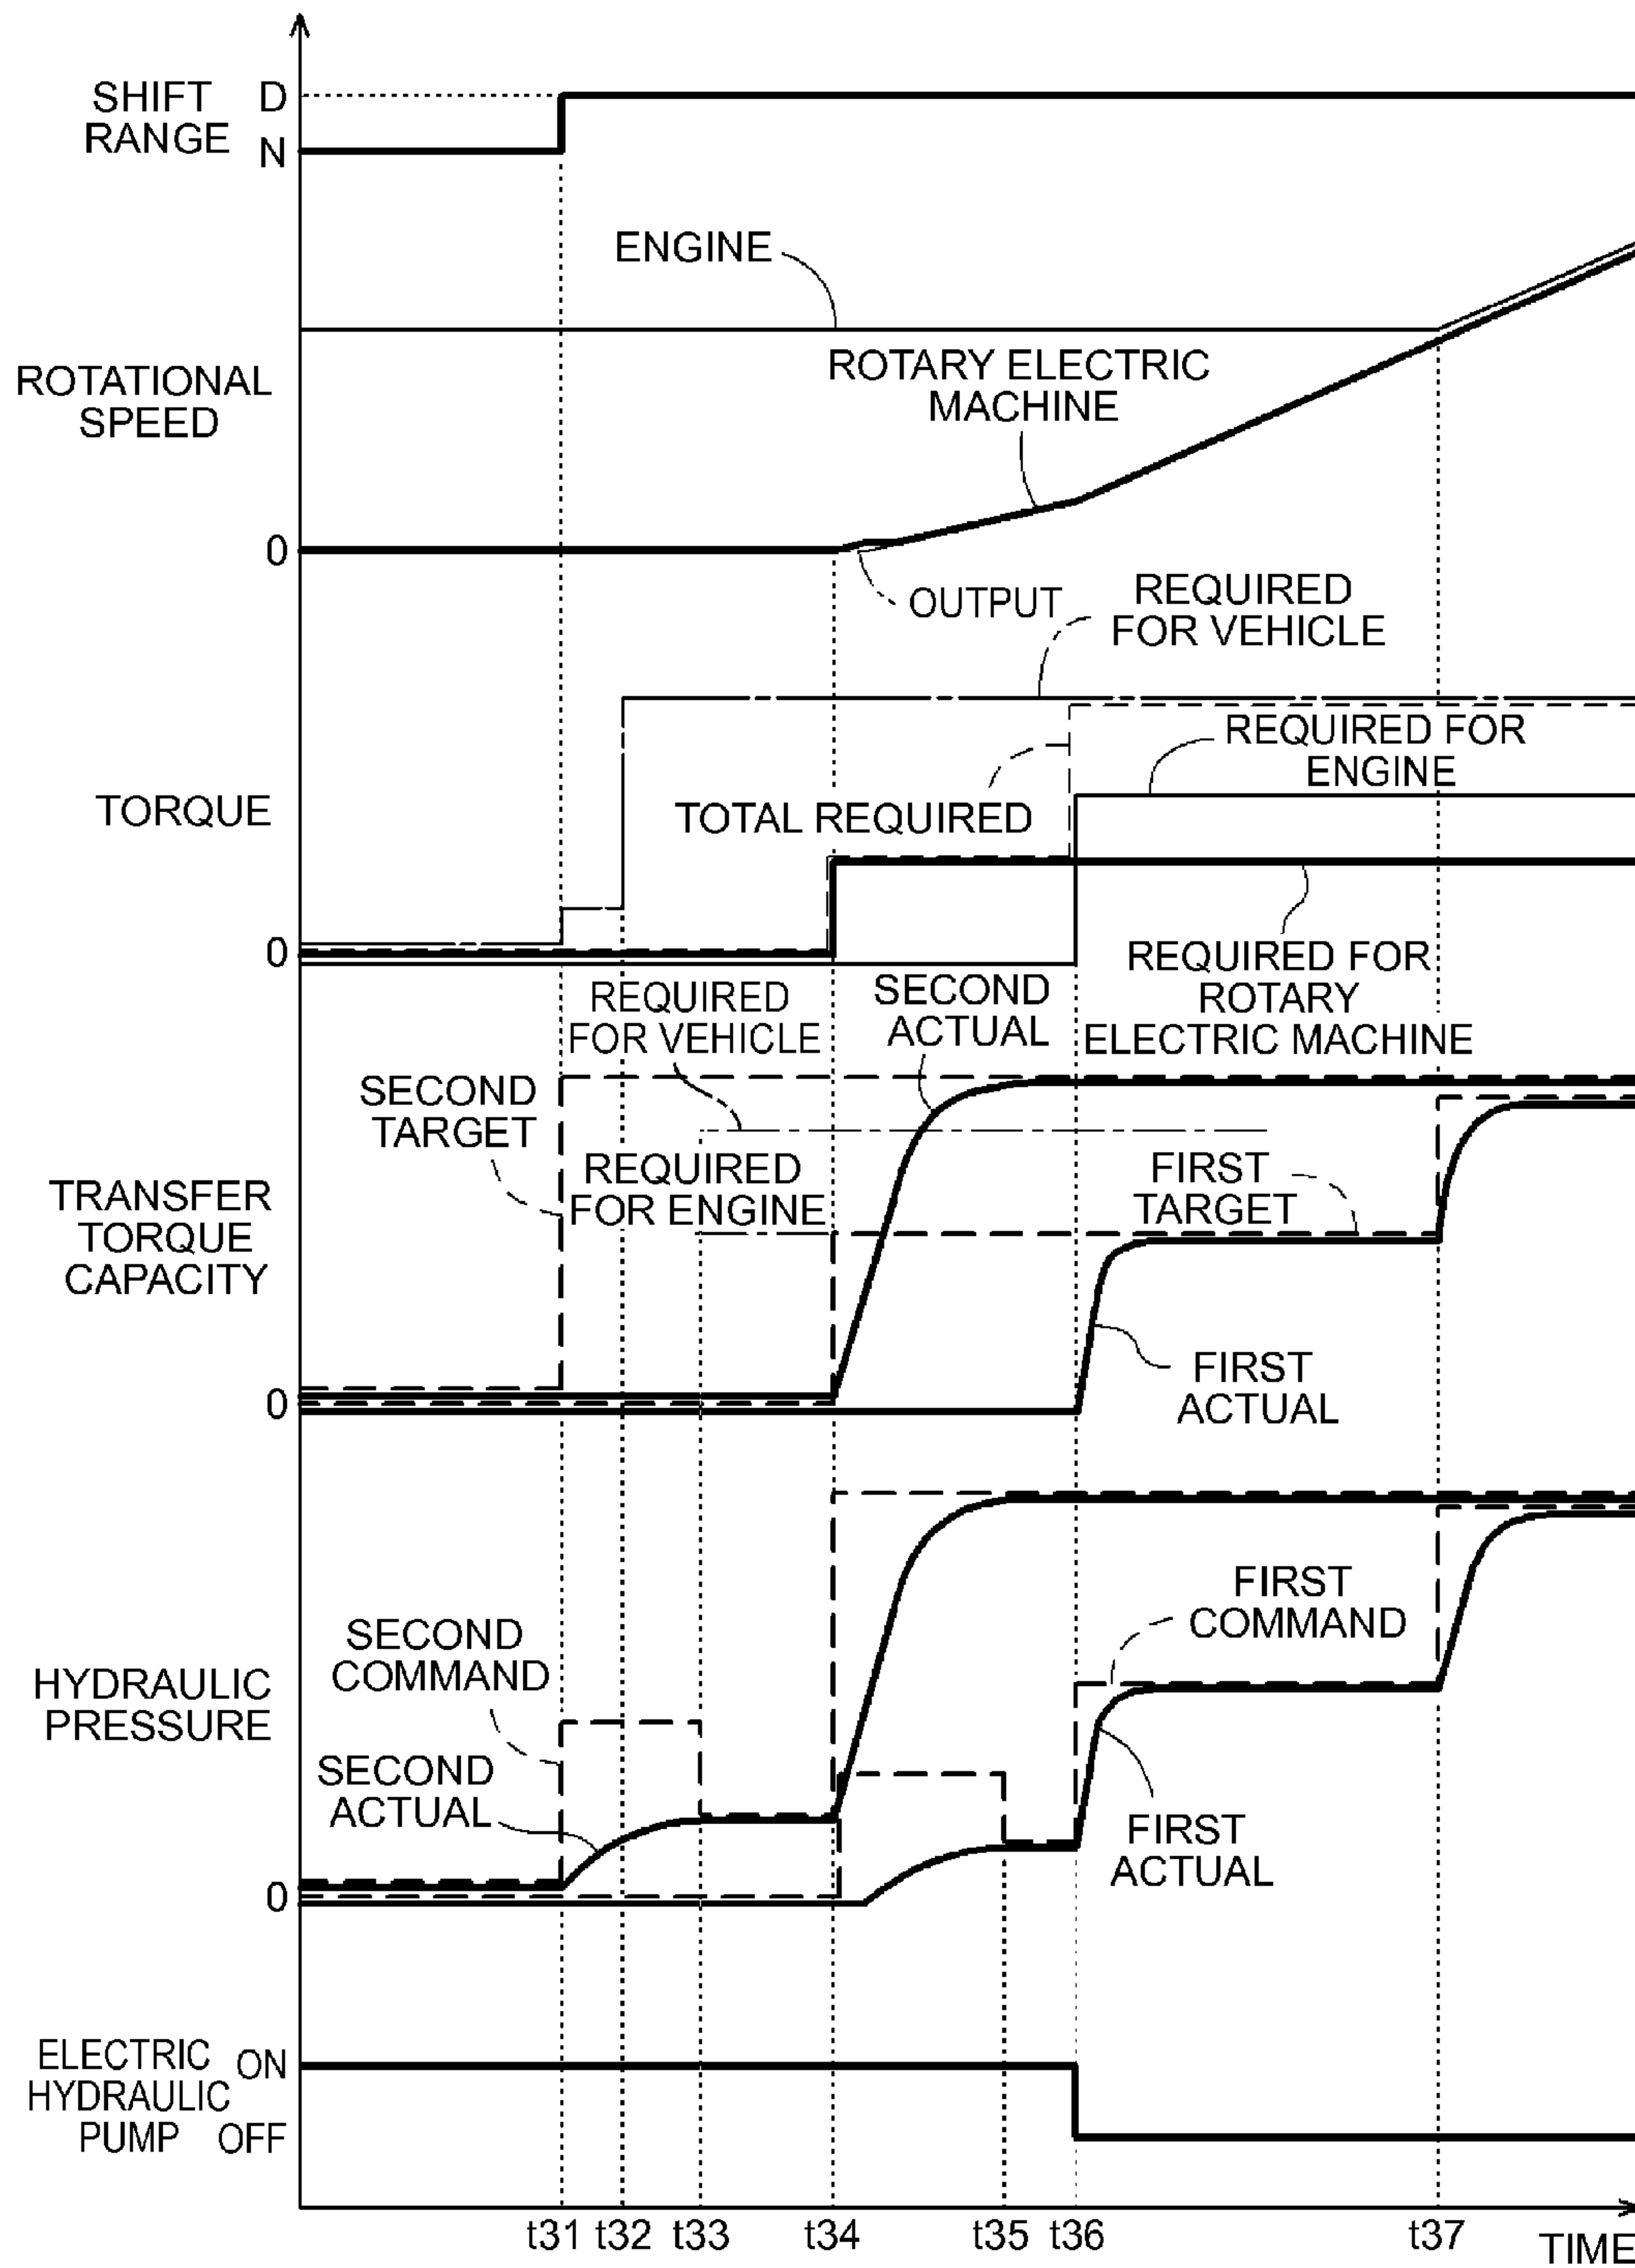 SHIFT
RANGE
D
N
ENGINE
ROTATIONAL
SPEED
ROTARY ELECTRIC
MACHINE
0
OUTPUT
REQUIRED
FOR VEHICLE
TORQUE
TOTAL REQUIRED
REQUIRED FOR
ENGINE
0
REQUIRED FOR
ROTARY
ELECTRIC MACHINE
REQUIRED
FOR VEHICLE
SECOND
ACTUAL
SECOND
TARGET
TRANSFER
TORQUE
CAPACITY
REQUIRED
FOR ENGINE
FIRST
TARGET
FIRST
ACTUAL
0
HYDRAULIC
PRESSURE
SECOND
COMMAND
SECOND
ACTUAL
FIRST
COMMAND
FIRST
ACTUAL
0
ELECTRIC
HYDRAULIC
PUMP
ON
OFF
t31 t32 t33 t34 t35 t36 t37 TIME